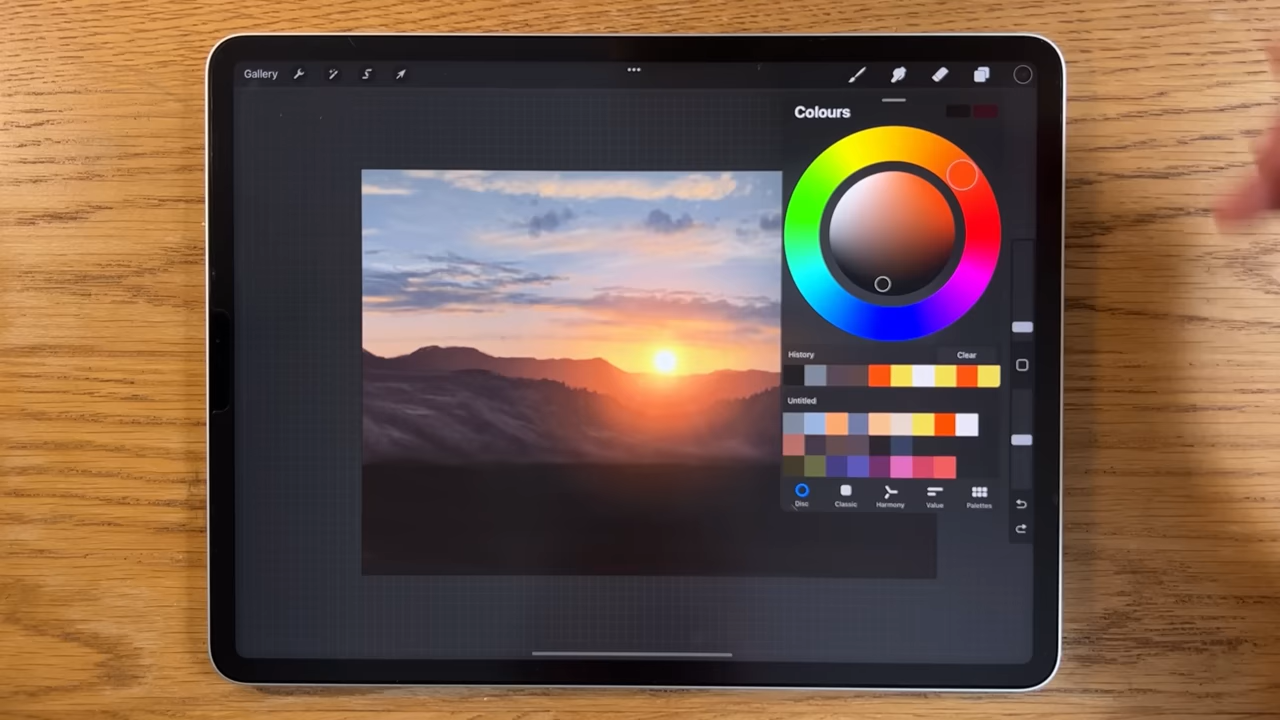 Gallery
Colours
History Clear
Untitled
Disc Classic Harmony Value Palettes